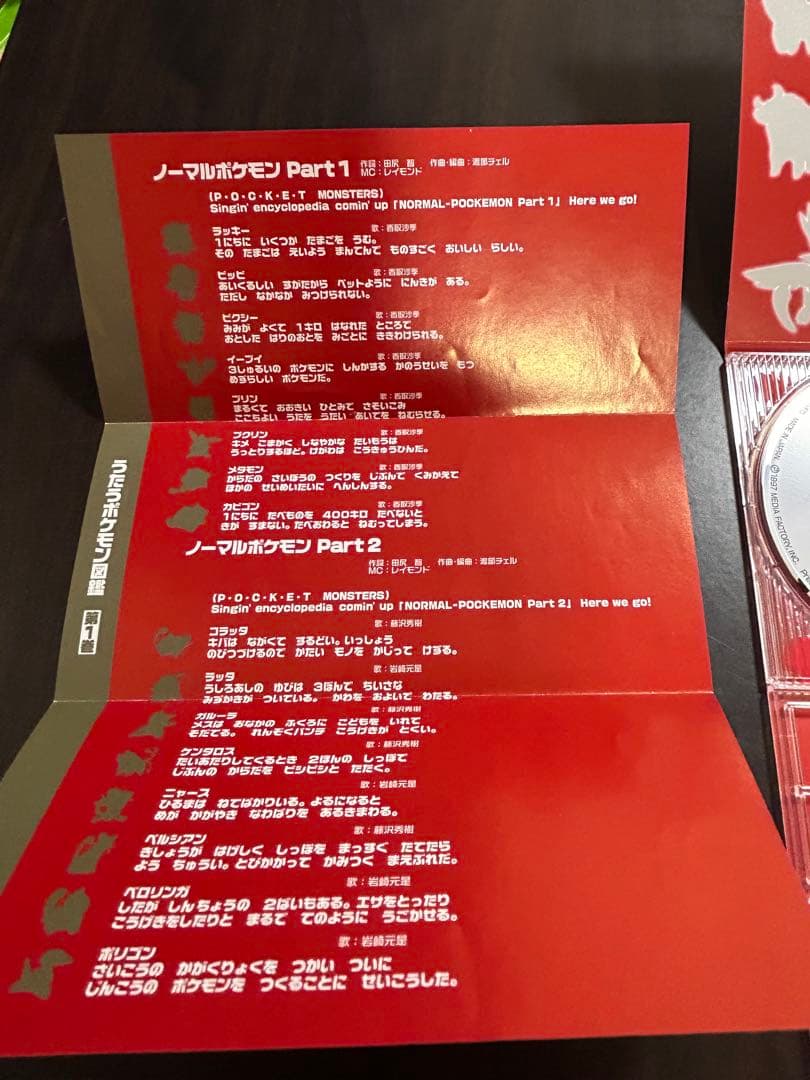 ノーマルポケモン Part 1 作詞：田尻 智 作曲・編曲：渡部チェル
MC：レイモンド
(P・O・C・K・E・T MONSTERS)
Singin' encyclopedia comin' up「NORMAL-POCKEMON Part 1」 Here we go!
ラッキー 歌：香取沙季
1にちに いくつか たまごを うむ。
その たまごは えいよう まんてんで ものすごく おいしい らしい。
ピッピ 歌：香取沙季
あいくるしい すがたから ペットように にんきが ある。
ただし なかなか みつけられない。
ピクシー 歌：香取沙季
みみが よくて 1キロ はなれた ところで
おとした はりのおとを みごとに ききわけられる。
イーブイ 歌：香取沙季
3しゅるいの ポケモンに しんかする かのうせいを もつ
めずらしい ポケモンだ。
プリン 歌：香取沙季
まるくて おおきい ひとみで さそいこみ
ここちよい うたを うたい あいてを ねむらせる。
プクリン 歌：香取沙季
キメ こまかく しなやかな たいもうは
うっとりするほど。けがわは こうきゅうひんだ。
メタモン 歌：香取沙季
からだの さいぼうの つくりを じぶんで くみかえて
ほかの せいめいたいに へんしんする。
カビゴン 歌：香取沙季
1にちに たべものを 400キロ たべないと
きが すまない。たべおわると ねむってしまう。
ノーマルポケモン Part 2
作詞：田尻 智 作曲・編曲：渡部チェル
MC：レイモンド
(P・O・C・K・E・T MONSTERS)
Singin' encyclopedia comin' up「NORMAL-POCKEMON Part 2」 Here we go!
コラッタ 歌：藤沢秀樹
キバは ながくて するどい。いっしょう
のびつづけるので かたい モノを かじって けずる。
ラッタ 歌：岩崎元是
うしろあしの ゆびは 3ぼんで ちいさな
みずかきが ついている。 かわを およいで わたる。
ガルーラ 歌：藤沢秀樹
メスは おなかの ふくろに こどもを いれて
そだてる。 れんぞくパンチ こうげきが とくい。
ケンタロス 歌：藤沢秀樹
たいあたりしてくるとき 2ほんの しっぽで
じぶんの からだを ピシピシと たたく。
ニャース 歌：岩崎元是
ひるまは ねてばかりいる。よるになると
めが かがやき なわばりを あるきまわる。
ペルシアン 歌：藤沢秀樹
きしょうが はげしく しっぽを まっすぐ たてたら
よう ちゅうい。とびかかって かみつく まえぶれだ。
ベロリンガ 歌：岩崎元是
したが しんちょうの 2ばいもある。エサをとったり
こうげきをしたりと まるで てのように うごかせる。
ポリゴン 歌：岩崎元是
さいこうの かがくりょくを つかい ついに
じんこうの ポケモンを つくることに せいこうした。
うたうポケモン図鑑 第1巻
MADE IN JAPAN.
Ⓟ1997 MEDIA FACTORY, INC.